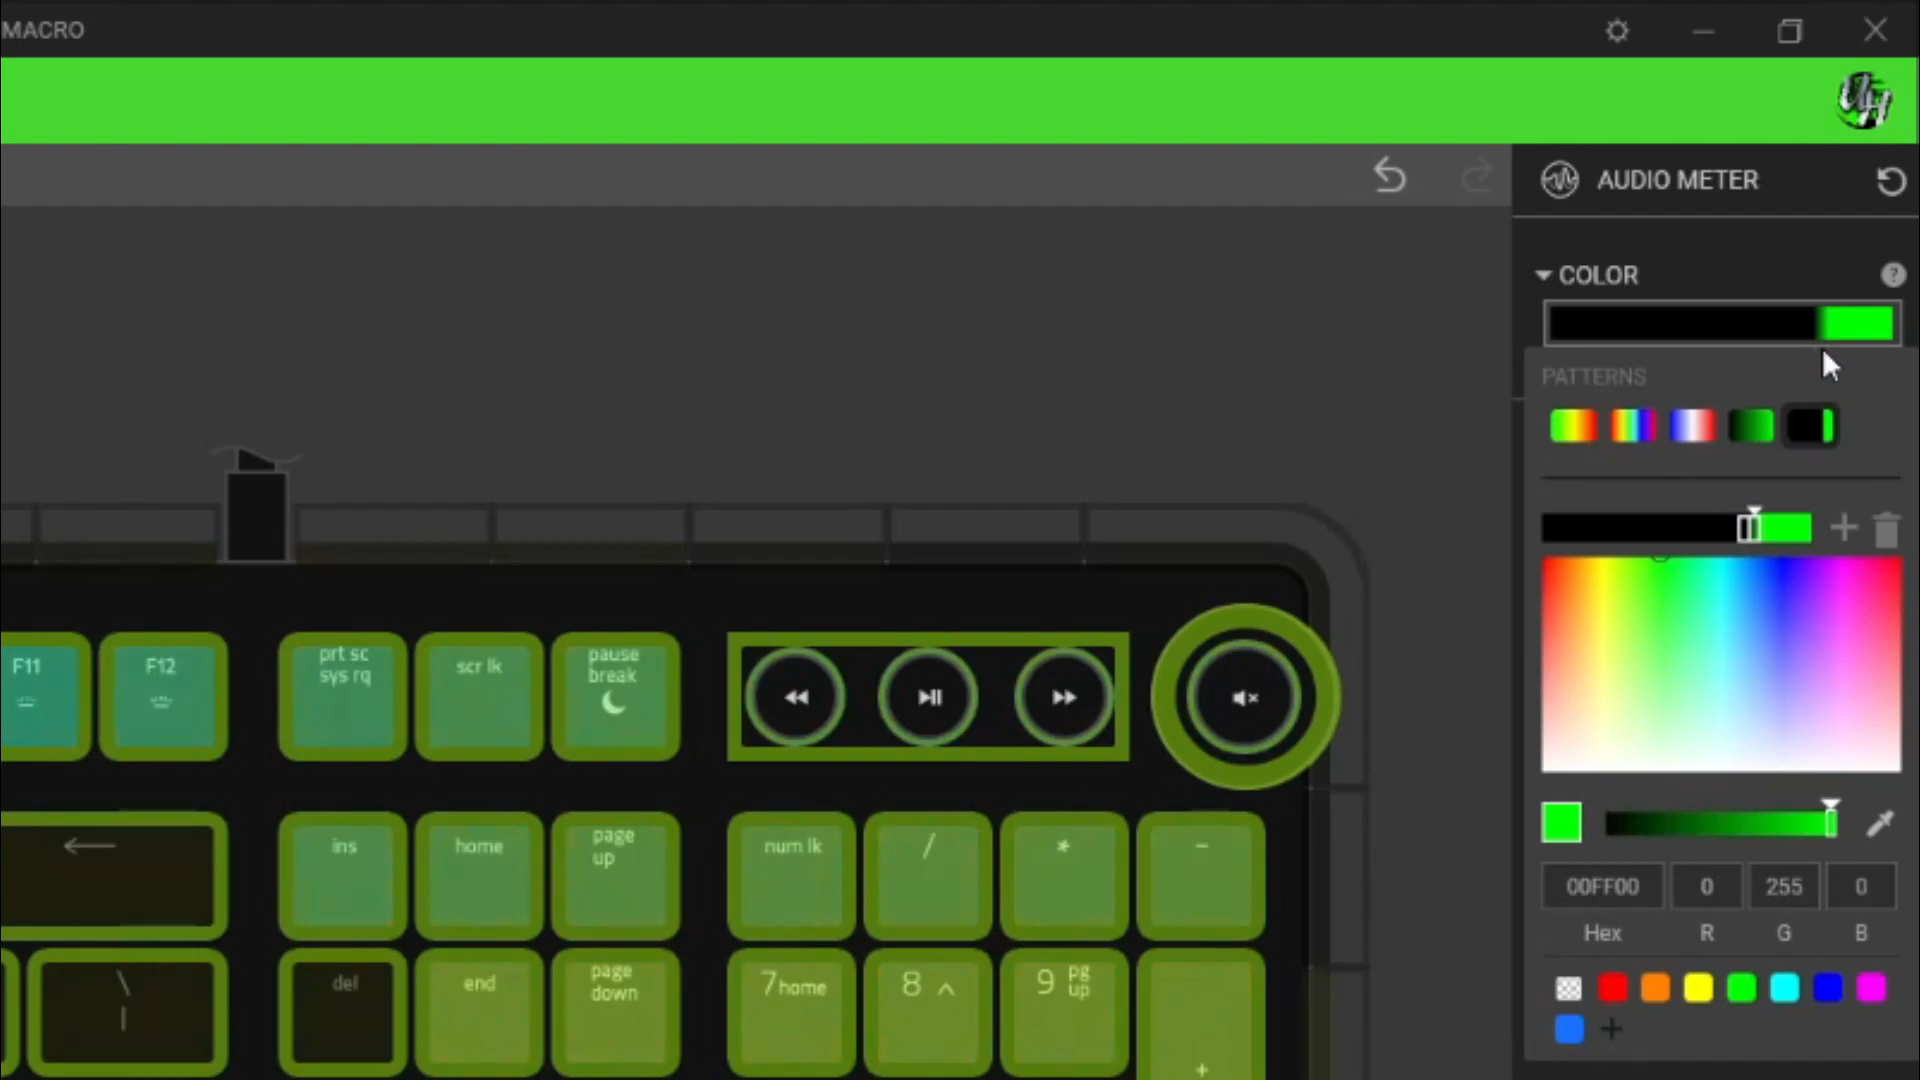 MACRO
UH
AUDIO METER
COLOR
?
PATTERNS
F11
F12
prt sc
sys rq
scr lk
pause
break
ins
home
page
up
num lk
/
*
-
00FF00
0
255
0
Hex
R
G
B
\
|
del
end
page
down
7 home
8 ^
9 pg
up
+